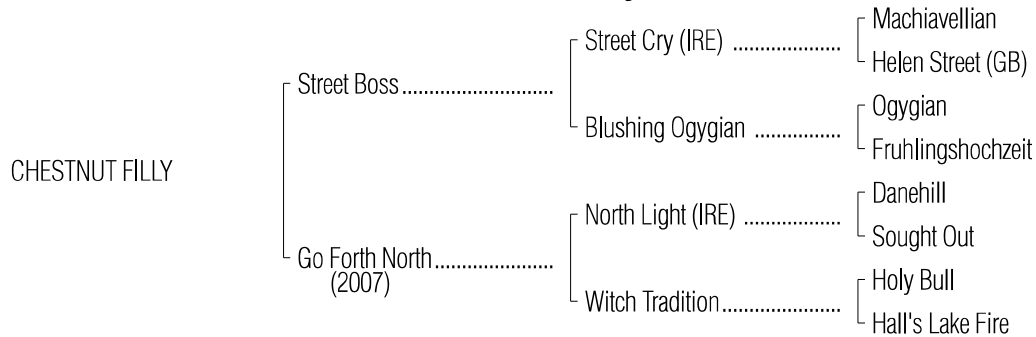 Machiavellian
Street Cry (IRE) .....................
Helen Street (GB)
Street Boss .............................
Ogygian
Blushing Ogygian .................
Fruhlingshochzeit
CHESTNUT FILLY
Danehill
North Light (IRE) ...................
Sought Out
Go Forth North .......................
(2007)
Holy Bull
Witch Tradition .......................
Hall's Lake Fire